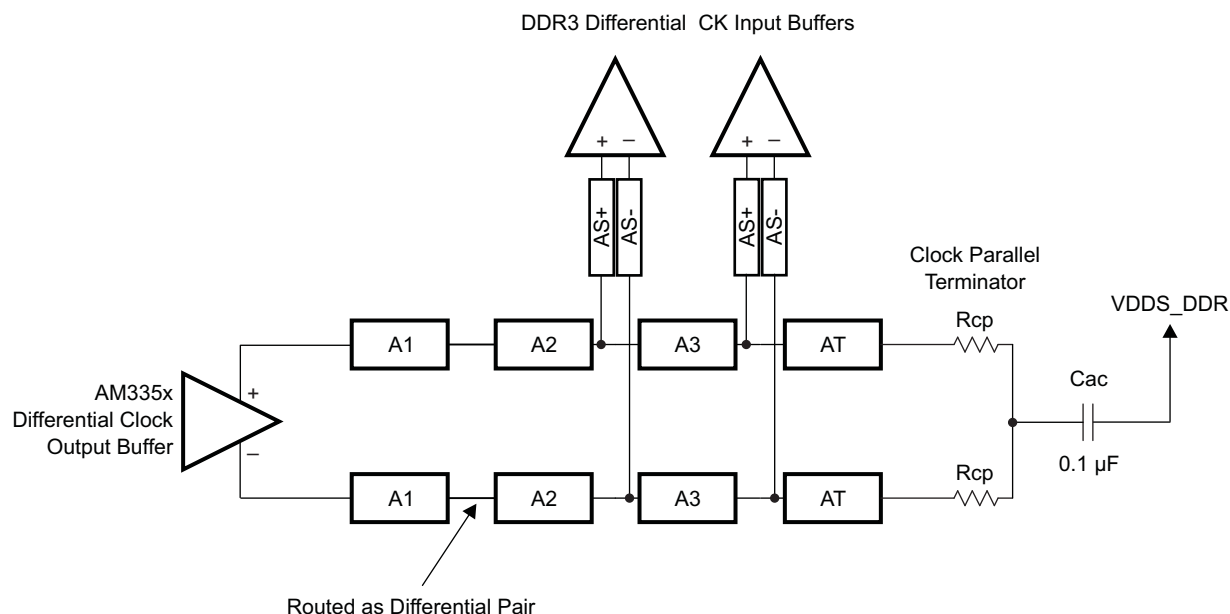 DDR3 Differential CK Input Buffers
+ – + –
AS+ AS- AS+ AS-
Clock Parallel
Terminator
VDDS_DDR
Rcp
A1 A2 A3 AT
AM335x
Differential Clock
Output Buffer
+
–
Cac
0.1 µF
Rcp
A1 A2 A3 AT
Routed as Differential Pair